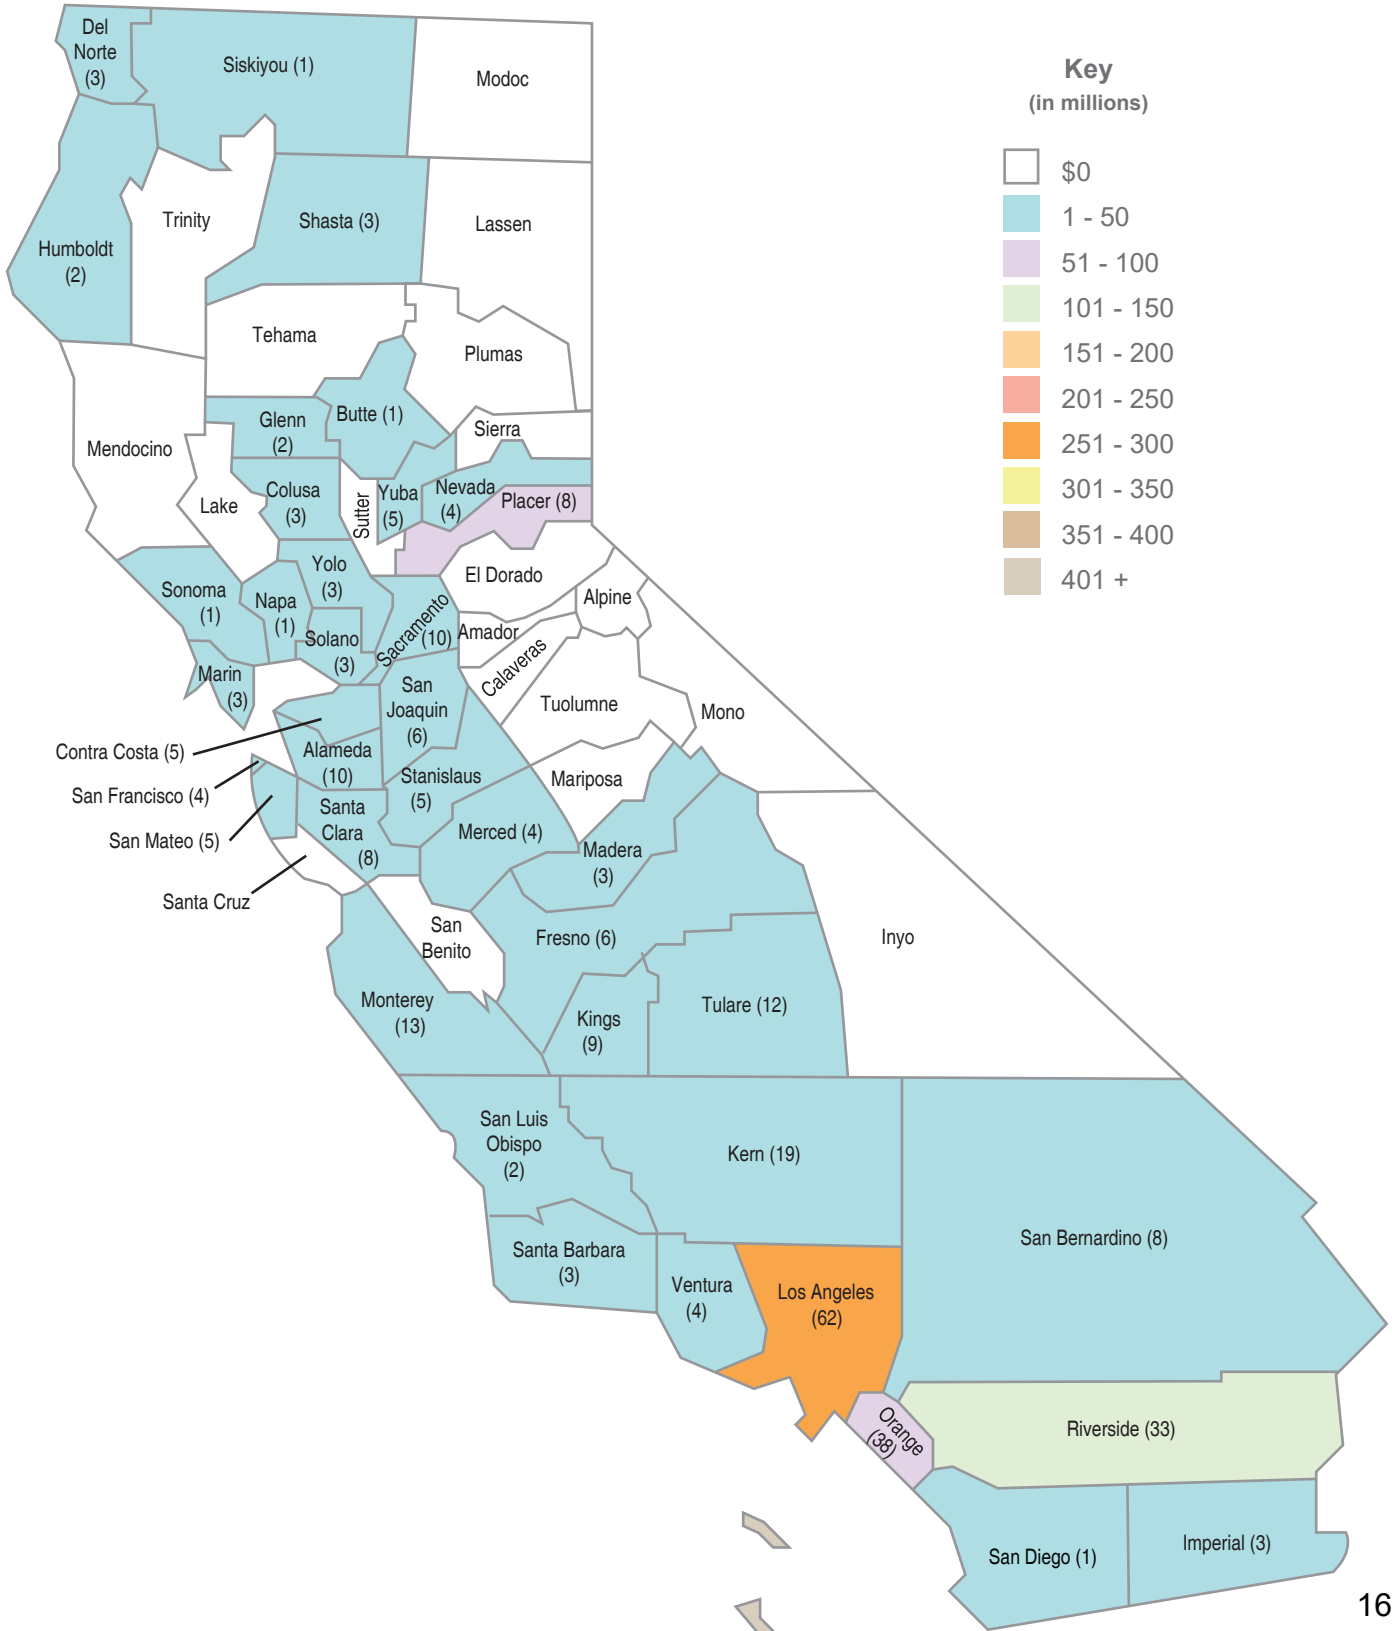 Del
Norte
(3)
Siskiyou (1)
Modoc
Key
(in millions)
$0
1 - 50
51 - 100
101 - 150
151 - 200
201 - 250
251 - 300
301 - 350
351 - 400
401 +
Humboldt
(2)
Trinity
Shasta (3)
Lassen
Tehama
Plumas
Mendocino
Glenn
(2)
Butte (1)
Sierra
Lake
Colusa
(3)
Sutter
Yuba
(5)
Nevada
(4)
Placer (8)
Sonoma
(1)
Napa
(1)
Yolo
(3)
Solano
(3)
Sacramento
(10)
El Dorado
Amador
Alpine
Calaveras
Marin
(3)
San
Joaquin
(6)
Tuolumne
Mono
Contra Costa (5)
Alameda
(10)
Stanislaus
(5)
Mariposa
San Francisco (4)
San Mateo (5)
Santa
Clara
(8)
Merced (4)
Madera
(3)
Santa Cruz
San
Benito
Fresno (6)
Inyo
Monterey
(13)
Kings
(9)
Tulare (12)
San Luis
Obispo
(2)
Kern (19)
San Bernardino (8)
Santa Barbara
(3)
Ventura
(4)
Los Angeles
(62)
Orange
(38)
Riverside (33)
San Diego (1)
Imperial (3)
16